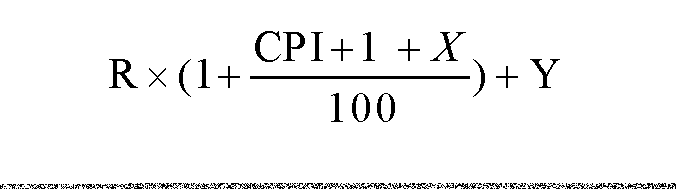 R × (1 + (CPI + 1 + X) / 100) + Y